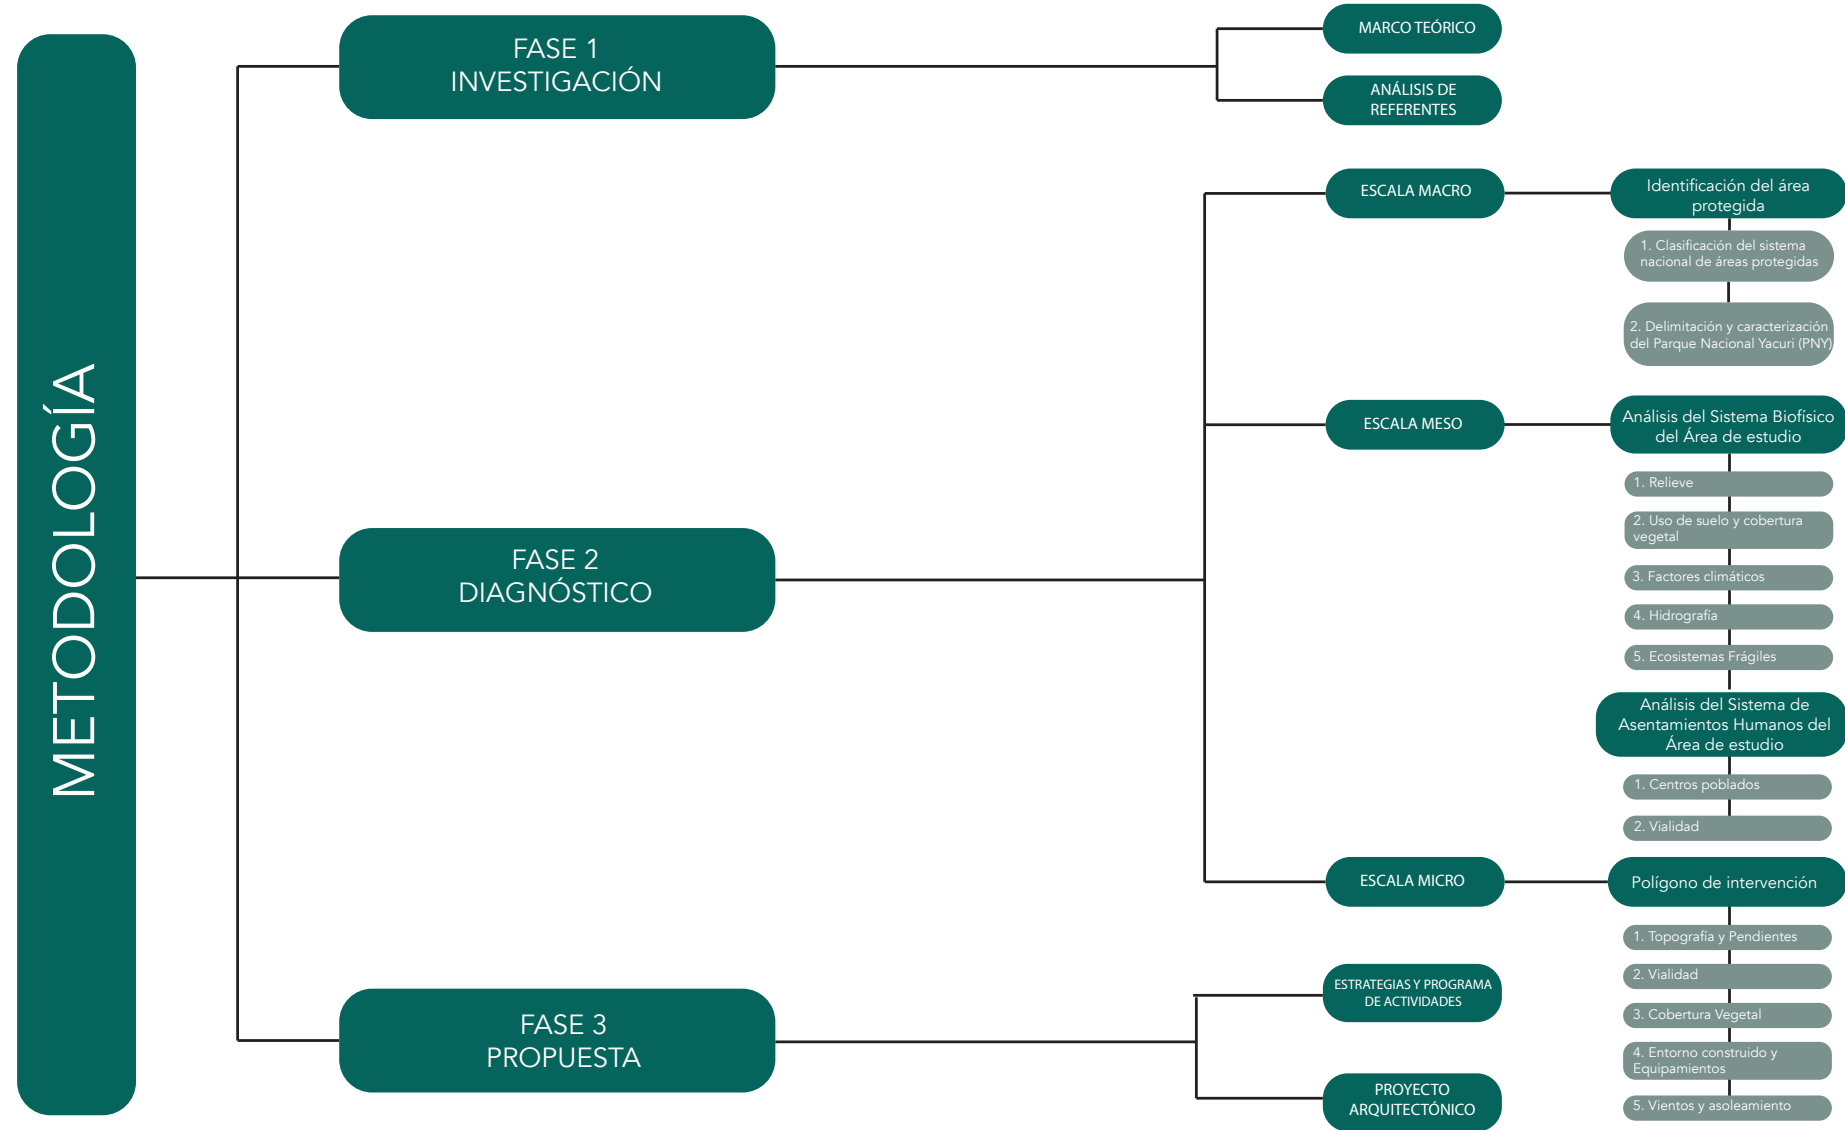 METODOLOGÍA
FASE 1
INVESTIGACIÓN
MARCO TEÓRICO
ANÁLISIS DE
REFERENTES
FASE 2
DIAGNÓSTICO
ESCALA MACRO
Identificación del área
protegida
1. Clasificación del sistema
nacional de áreas protegidas
2. Delimitación y caracterización
del Parque Nacional Yacuri (PNY)
ESCALA MESO
Análisis del Sistema Biofísico
del Área de estudio
1. Relieve
2. Uso de suelo y cobertura
vegetal
3. Factores climáticos
4. Hidrografía
5. Ecosistemas Frágiles
Análisis del Sistema de
Asentamientos Humanos del
Área de estudio
1. Centros poblados
2. Vialidad
ESCALA MICRO
Polígono de intervención
1. Topografía y Pendientes
2. Vialidad
3. Cobertura Vegetal
4. Entorno construido y
Equipamientos
5. Vientos y asoleamiento
FASE 3
PROPUESTA
ESTRATEGIAS Y PROGRAMA
DE ACTIVIDADES
PROYECTO
ARQUITECTÓNICO